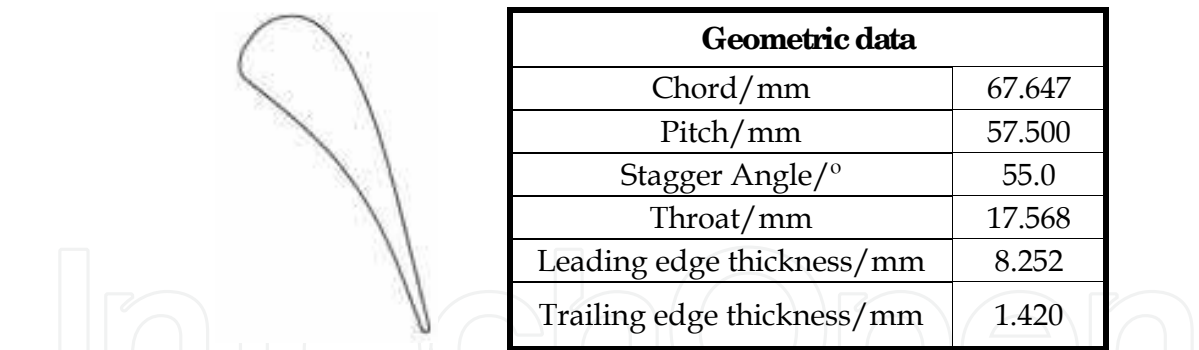 Geometric data
Chord/mm 67.647
Pitch/mm 57.500
Stagger Angle/º 55.0
Throat/mm 17.568
Leading edge thickness/mm 8.252
Trailing edge thickness/mm 1.420